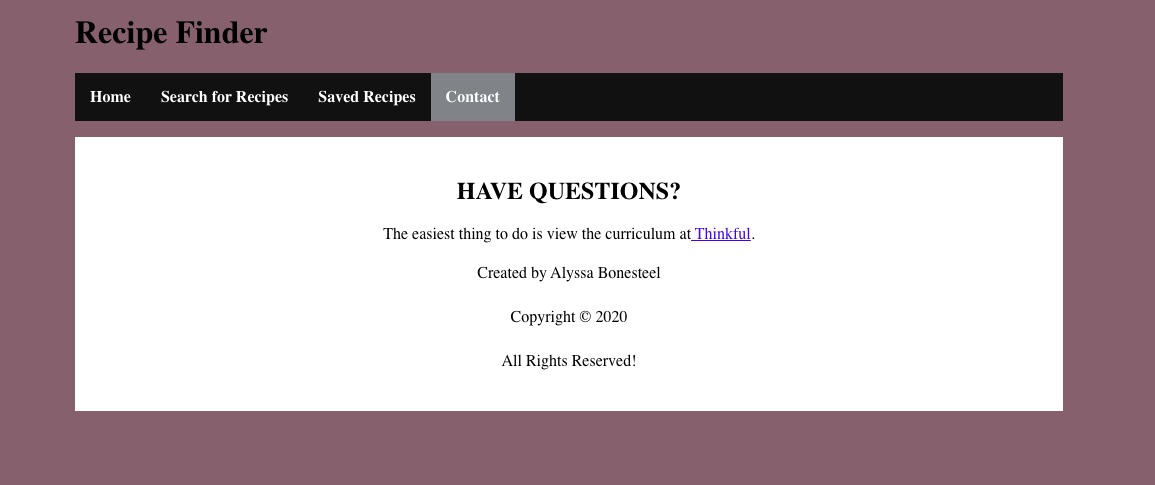 Recipe Finder
Home Search for Recipes Saved Recipes Contact
HAVE QUESTIONS?
The easiest thing to do is view the curriculum at Thinkful.
Created by Alyssa Bonesteel
Copyright © 2020
All Rights Reserved!